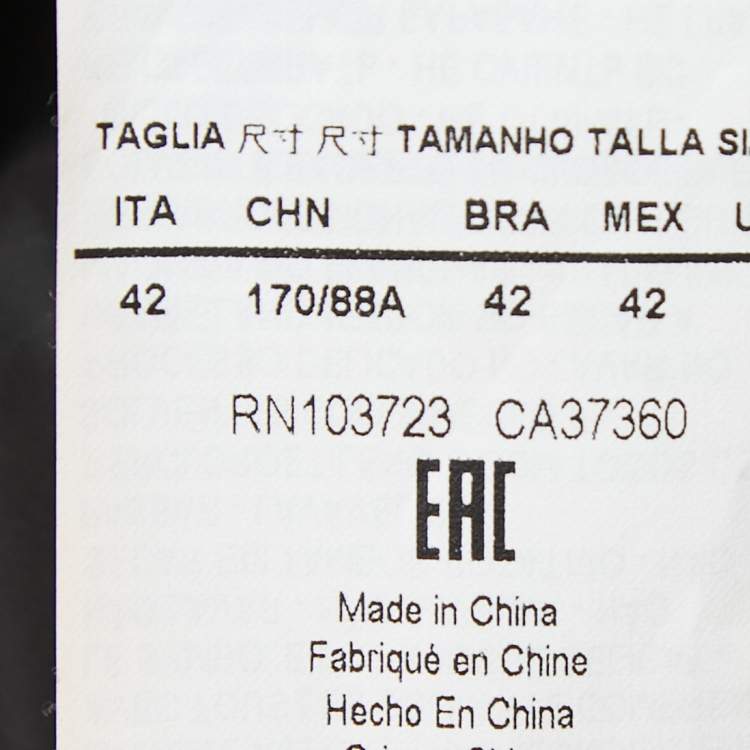 TAGLIA 尺寸 尺寸 TAMANHO TALLA
ITA CHN BRA MEX
42 170/88A 42 42
RN103723 CA37360
EAC
Made in China
Fabriqué en Chine
Hecho En China